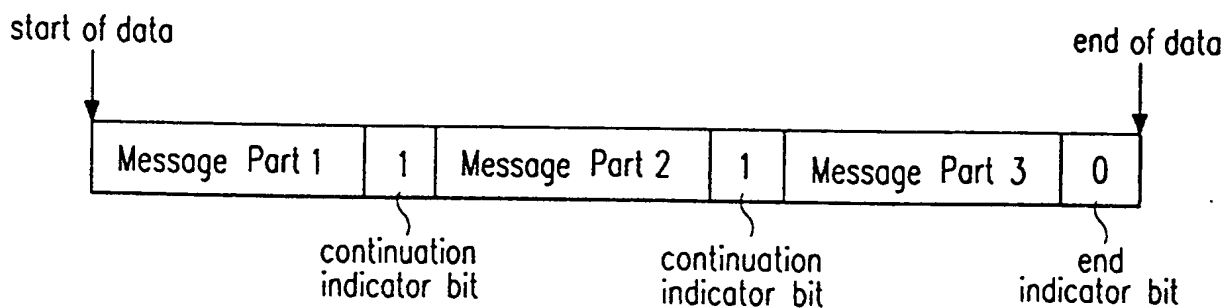 start of data
end of data
Message Part 1
1
Message Part 2
1
Message Part 3
0
continuation
indicator bit
continuation
indicator bit
end
indicator bit